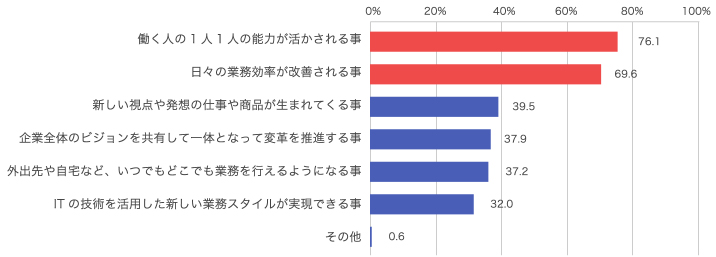 0% 20% 40% 60% 80% 100%
働く人の1人1人の能力が活かされる事 76.1
日々の業務効率が改善される事 69.6
新しい視点や発想の仕事や商品が生まれてくる事 39.5
企業全体のビジョンを共有して一体となって変革を推進する事 37.9
外出先や自宅など、いつでもどこでも業務を行えるようになる事 37.2
ITの技術を活用した新しい業務スタイルが実現できる事 32.0
その他 0.6